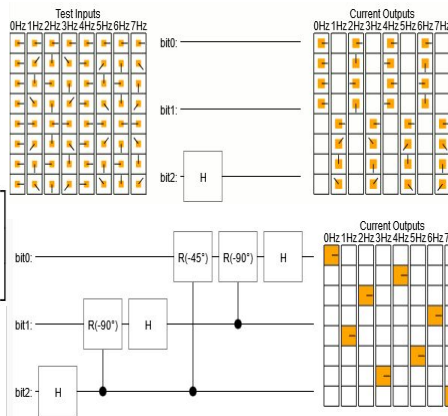 Test Inputs
0Hz 1Hz 2Hz 3Hz 4Hz 5Hz 6Hz 7Hz
Current Outputs
0Hz 1Hz 2Hz 3Hz 4Hz 5Hz 6Hz 7Hz
bit0:
bit1:
bit2:
H
Current Outputs
0Hz 1Hz 2Hz 3Hz 4Hz 5Hz 6Hz 7
bit0:
R(-45°)
R(-90°)
H
bit1:
R(-90°)
H
bit2:
H